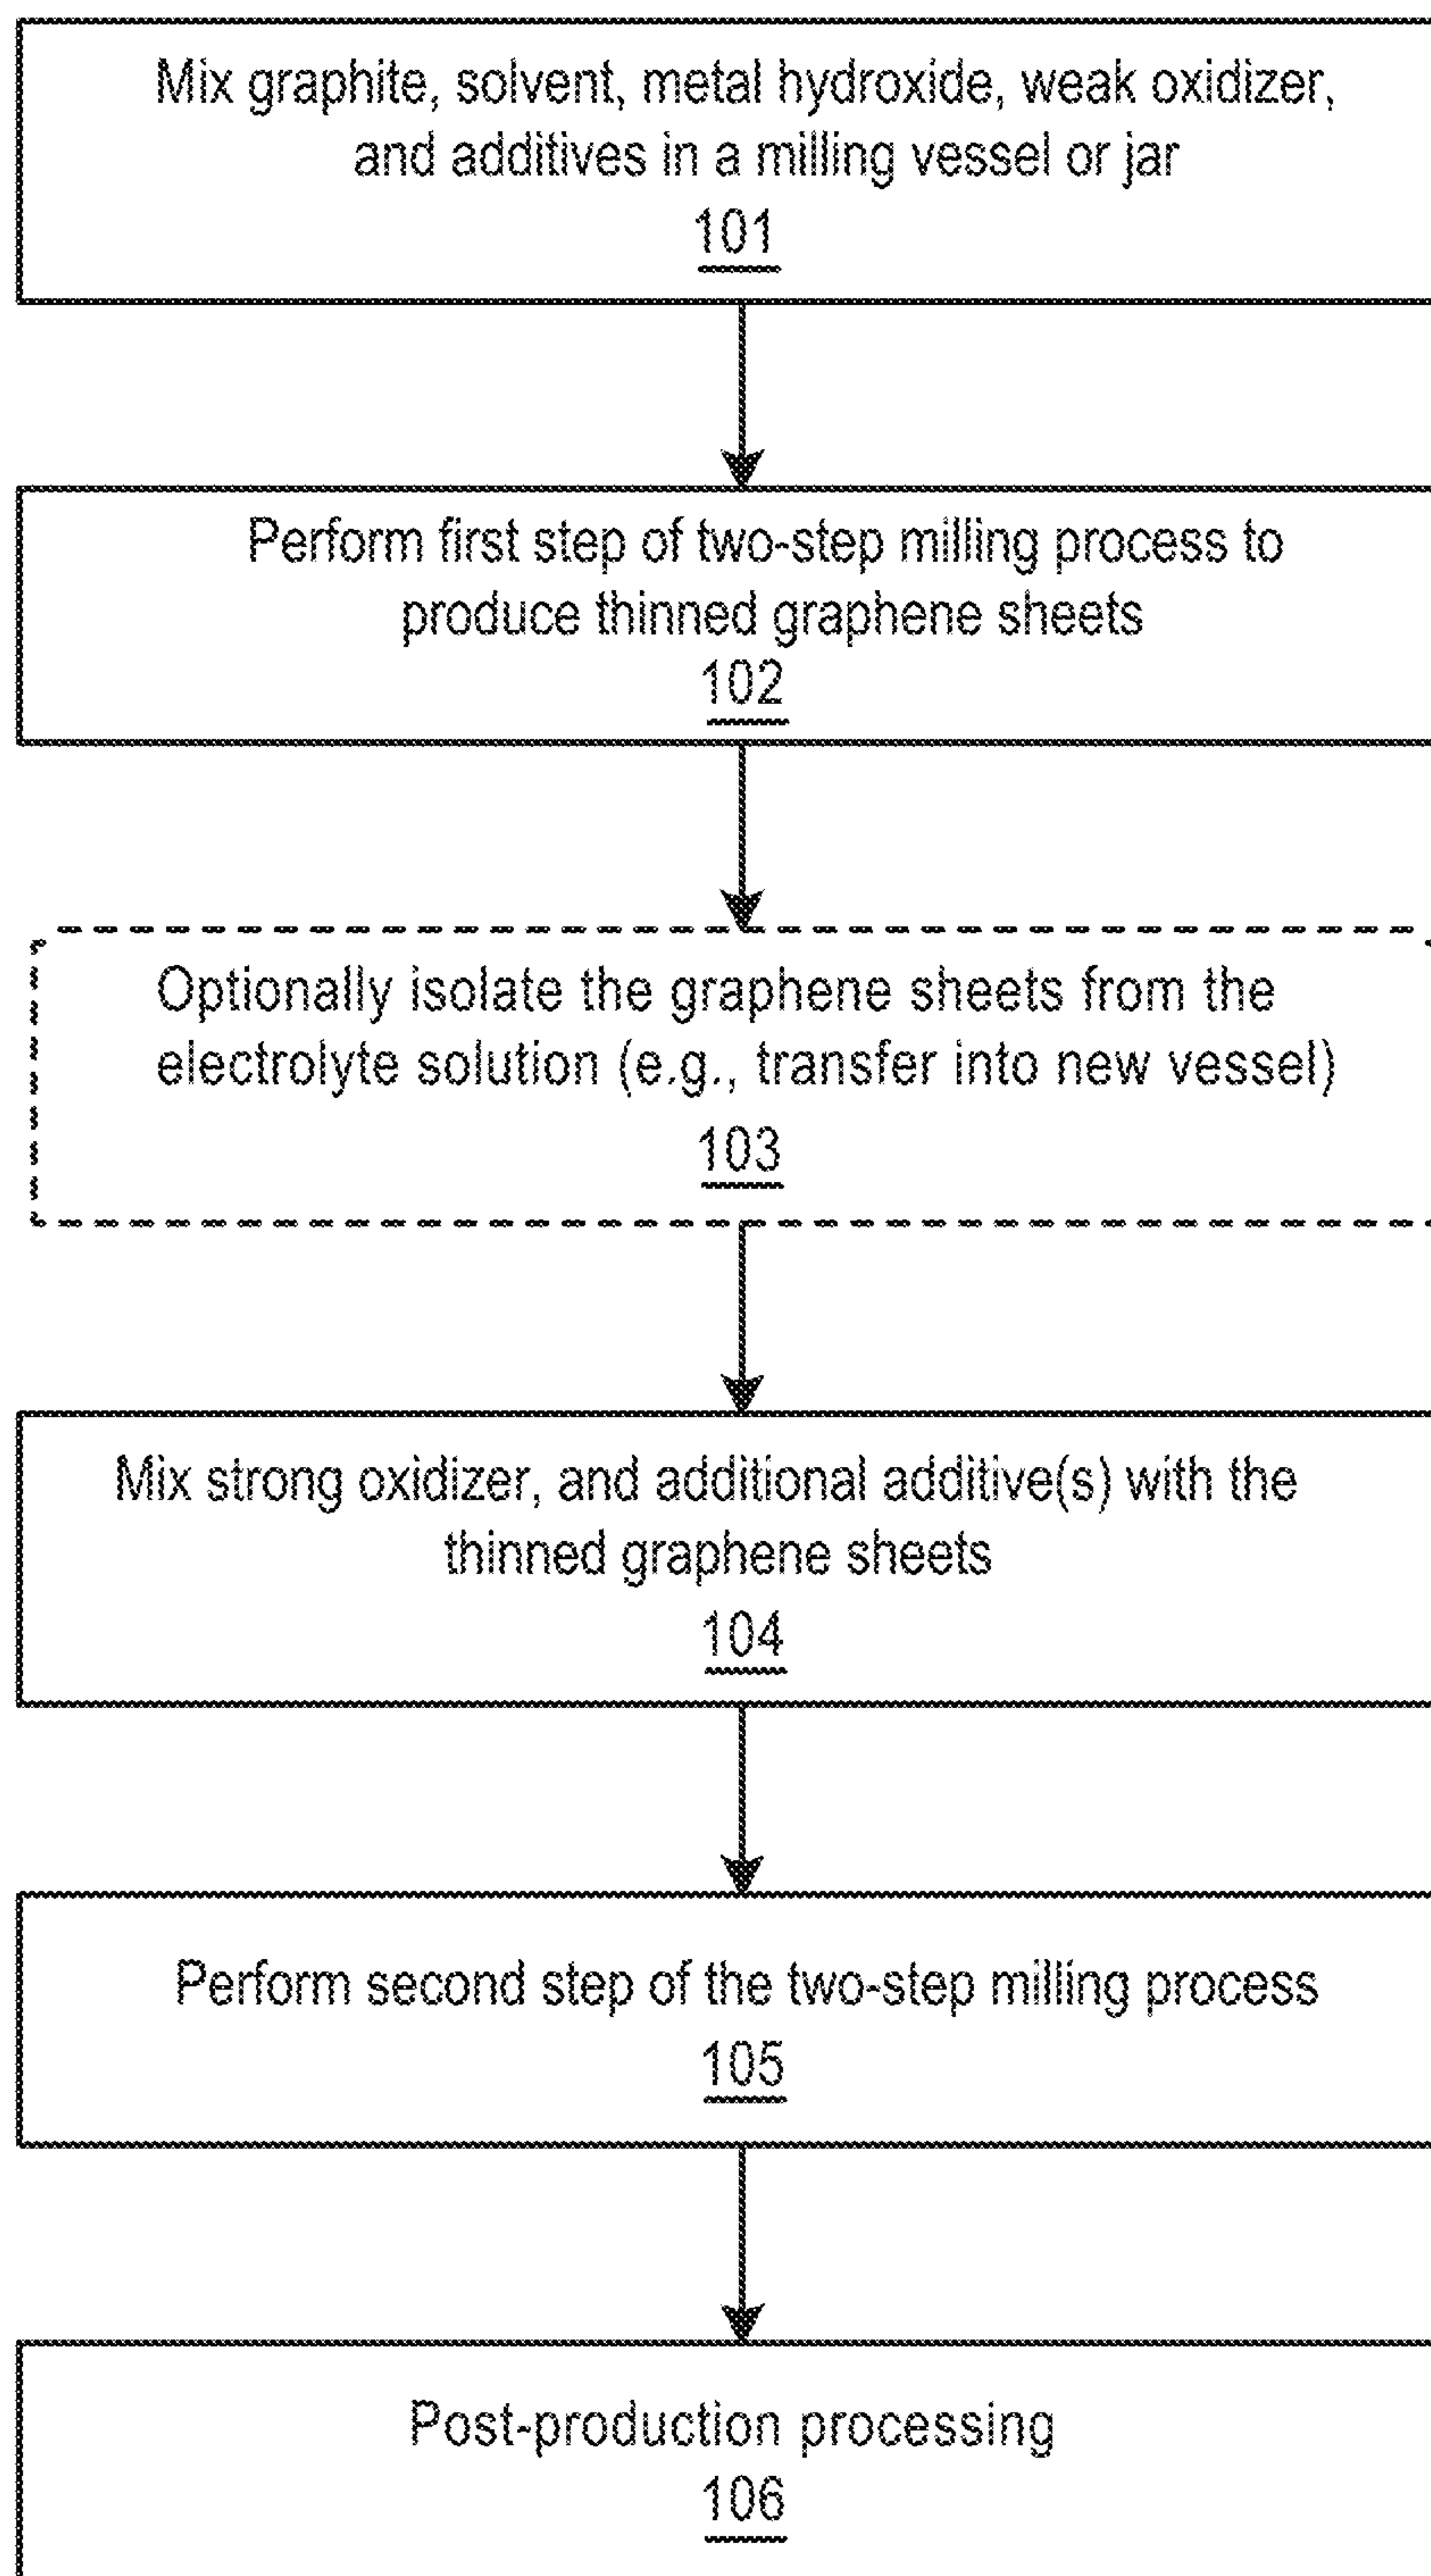 Mix graphite, solvent, metal hydroxide, weak oxidizer,
and additives in a milling vessel or jar
101
Perform first step of two-step milling process to
produce thinned graphene sheets
102
Optionally isolate the graphene sheets from the
electrolyte solution (e.g., transfer into new vessel)
103
Mix strong oxidizer, and additional additive(s) with the
thinned graphene sheets
104
Perform second step of the two-step milling process
105
Post-production processing
106